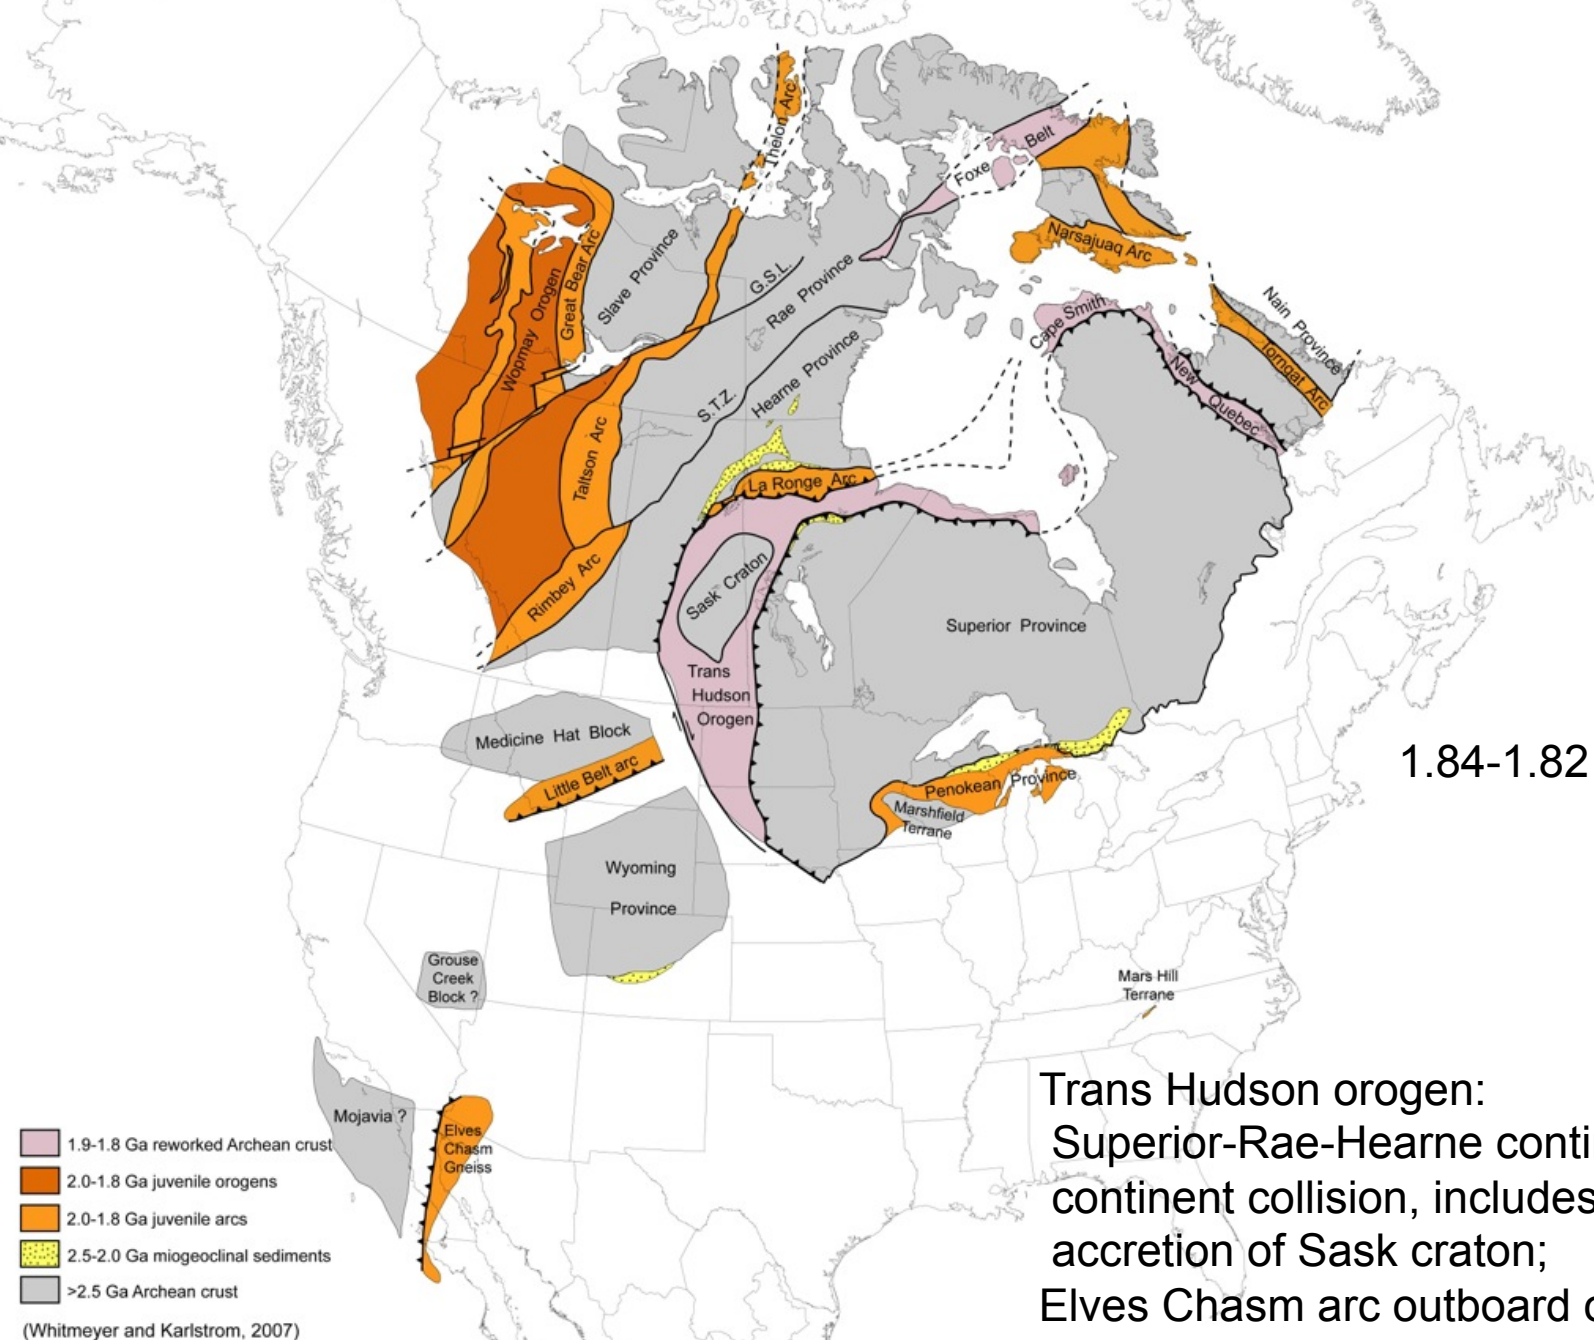 Thelon Arc
Foxe Belt
Narsajuaq Arc
Great Bear Arc
Wopmay Orogen
Slave Province
G.S.L.
Rae Province
Hearne Province
S.T.Z.
Cape Smith
New Quebec
Nain Province
Torngat Arc
Taltson Arc
La Ronge Arc
Rimbey Arc
Sask Craton
Superior Province
Trans
Hudson
Orogen
Medicine Hat Block
Little Belt arc
1.84-1.82
Penokean Province
Marshfield
Terrane
Wyoming
Province
Grouse
Creek
Block ?
Mars Hill
Terrane
Mojavia ?
Elves
Chasm
Gneiss
1.9-1.8 Ga reworked Archean crust
2.0-1.8 Ga juvenile orogens
2.0-1.8 Ga juvenile arcs
2.5-2.0 Ga miogeoclinal sediments
>2.5 Ga Archean crust
(Whitmeyer and Karlstrom, 2007)
Trans Hudson orogen:
Superior-Rae-Hearne conti
continent collision, includes
accretion of Sask craton;
Elves Chasm arc outboard